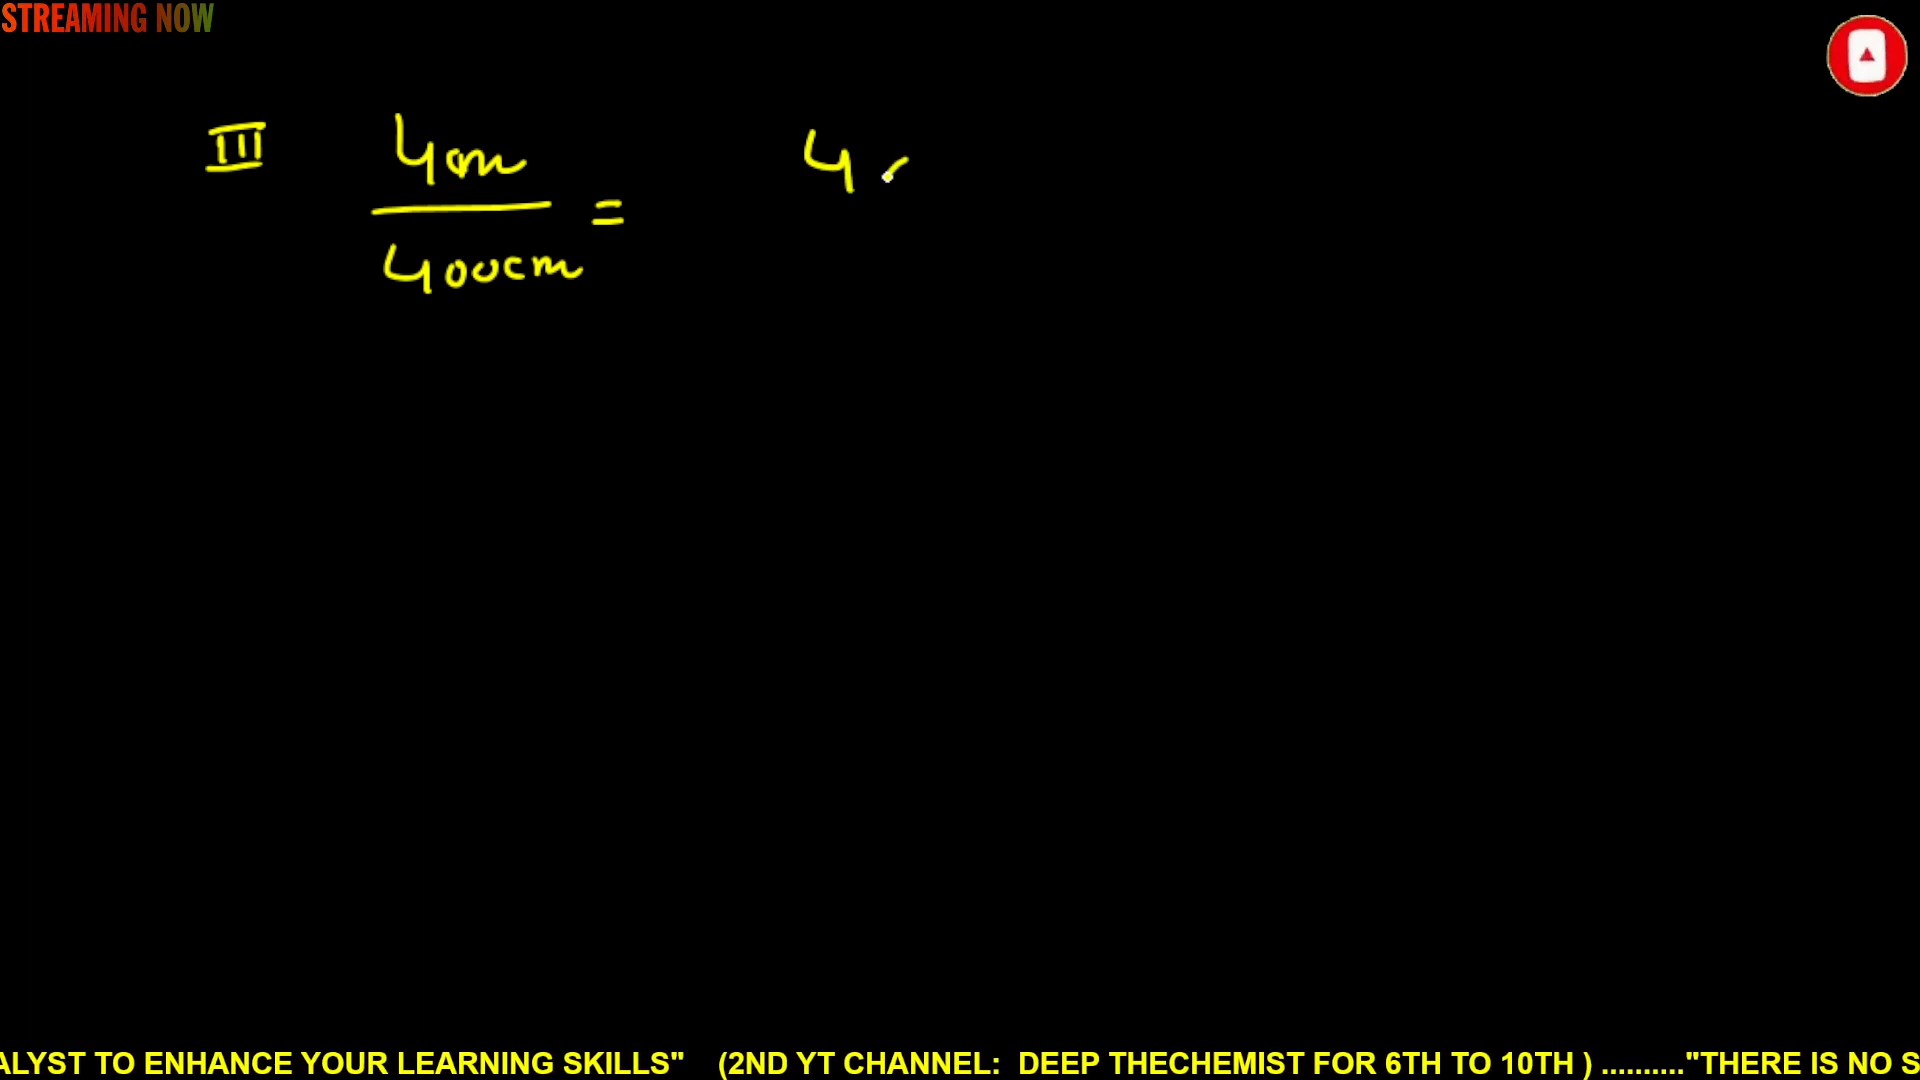 STREAMING NOW
III 4cm 4
=
400cm
ALYST TO ENHANCE YOUR LEARNING SKILLS" (2ND YT CHANNEL: DEEP THECHEMIST FOR 6TH TO 10TH ) .........."THERE IS NO S